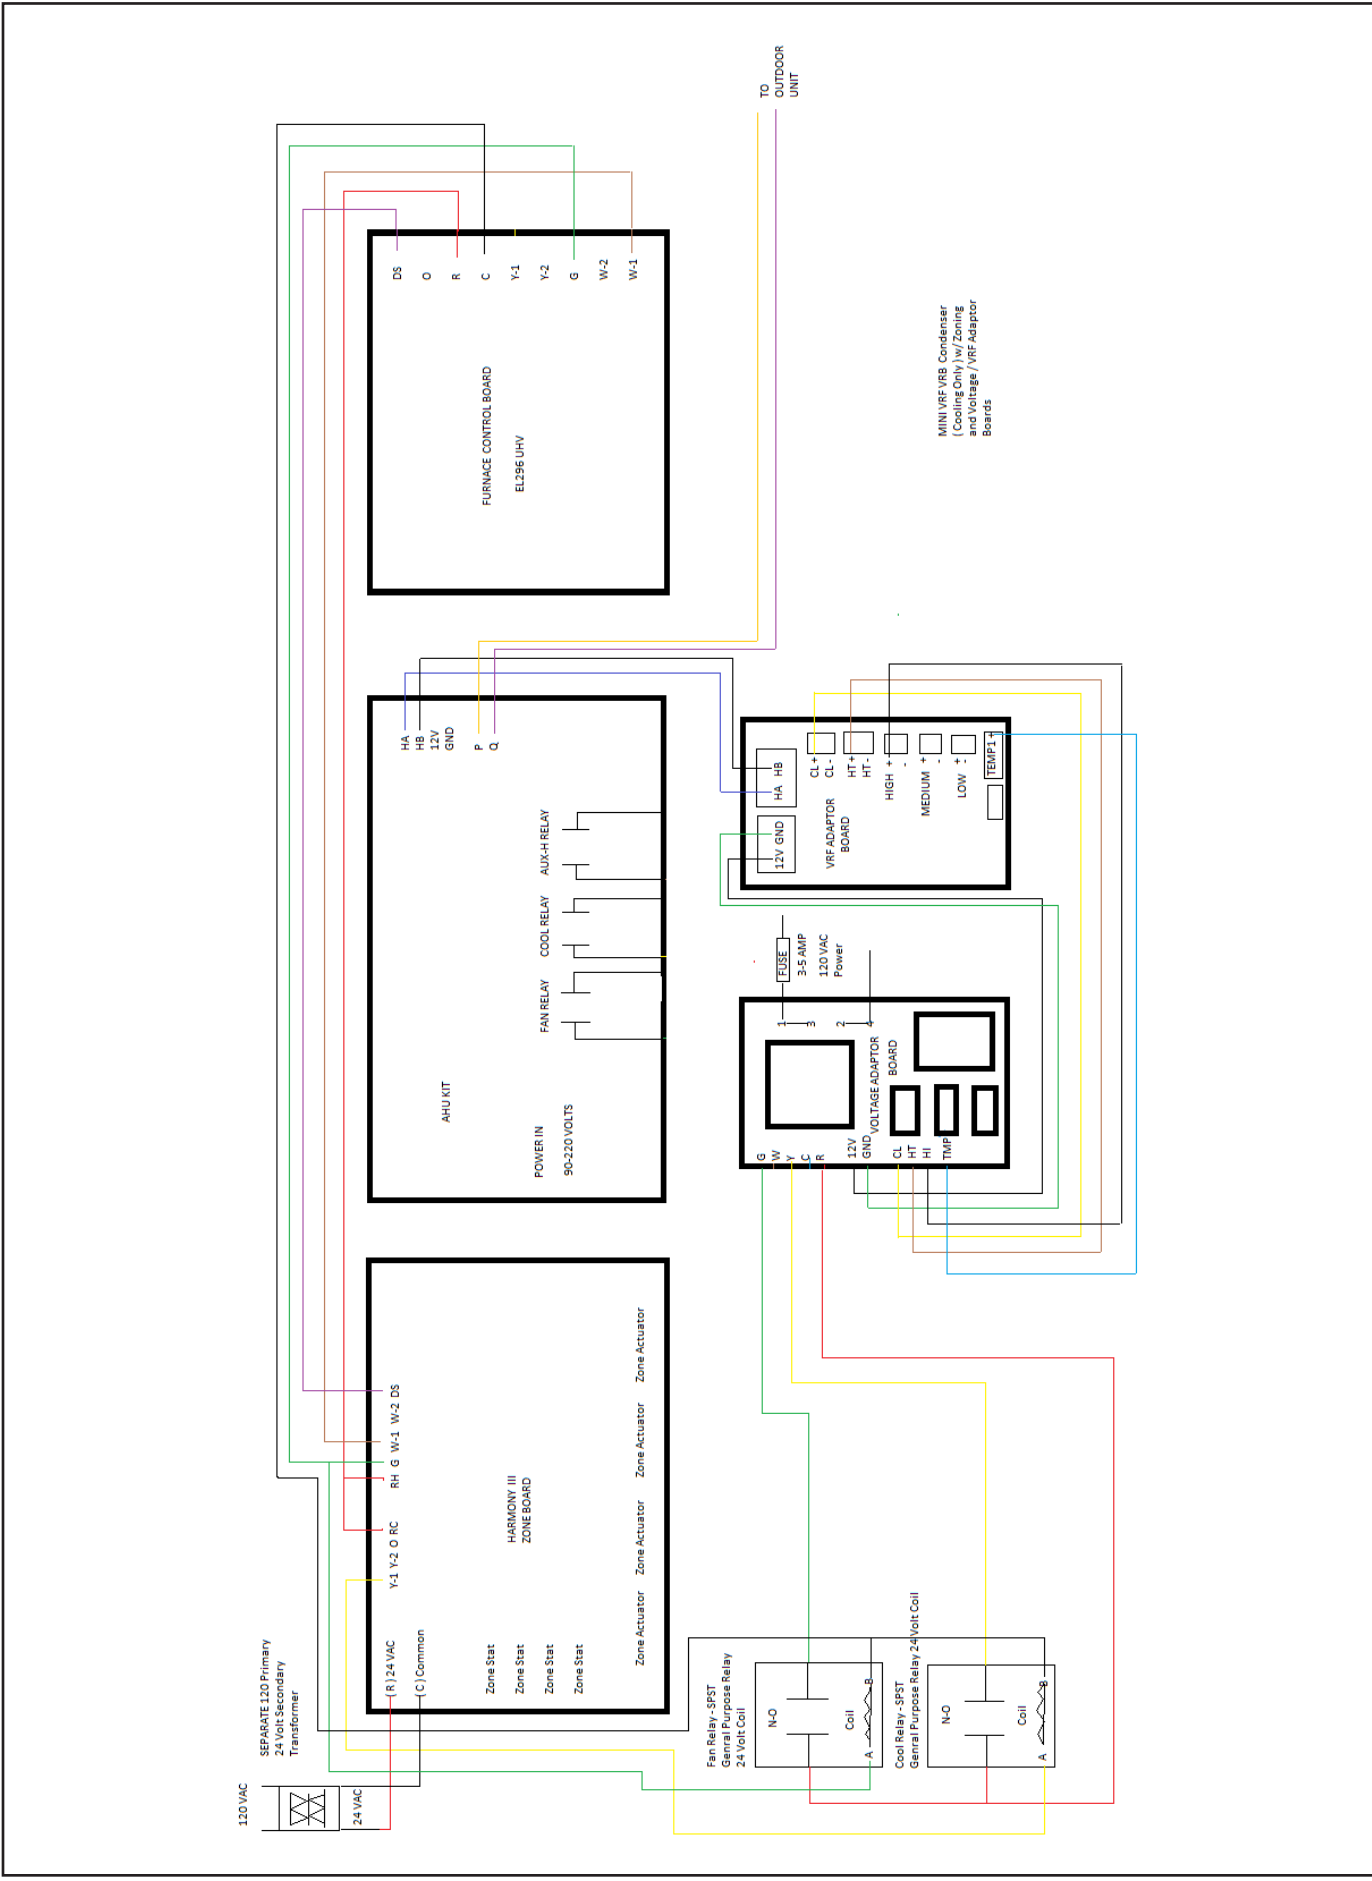 SEPARATE 120 Primary
24 Volt Secondary
Transformer
120 VAC
24 VAC
( R ) 24 VAC
( C ) Common
Y-1 Y-2 O RC
RH G W-1 W-2 DS
HARMONY III
ZONE BOARD
Zone Stat
Zone Stat
Zone Stat
Zone Stat
Zone Actuator
Zone Actuator
Zone Actuator
Zone Actuator
AHU KIT
POWER IN
90-220 VOLTS
FAN RELAY
COOL RELAY
AUX-H RELAY
HA
HB
12V
GND
P
Q
FURNACE CONTROL BOARD
EL296 UHV
DS
O
R
C
Y-1
Y-2
G
W-2
W-1
TO
OUTDOOR
UNIT
Fan Relay - SPST
Genral Purpose Relay
24 Volt Coil
N-O
Coil
A
B
Cool Relay - SPST
Genral Purpose Relay 24 Volt Coil
N-O
Coil
A
B
G
W
Y
C
R
12V
GND
CL
HT
HI
TMP
VOLTAGE ADAPTOR
BOARD
1
3
2
4
FUSE
3-5 AMP
120 VAC
Power
12V GND
HA HB
VRF ADAPTOR
BOARD
CL +
CL -
HT +
HT -
HIGH +
-
MEDIUM +
-
LOW +
-
TEMP1 +
MINI VRF VRB Condenser
( Cooling Only ) w/ Zoning
and Voltage / VRF Adaptor
Boards